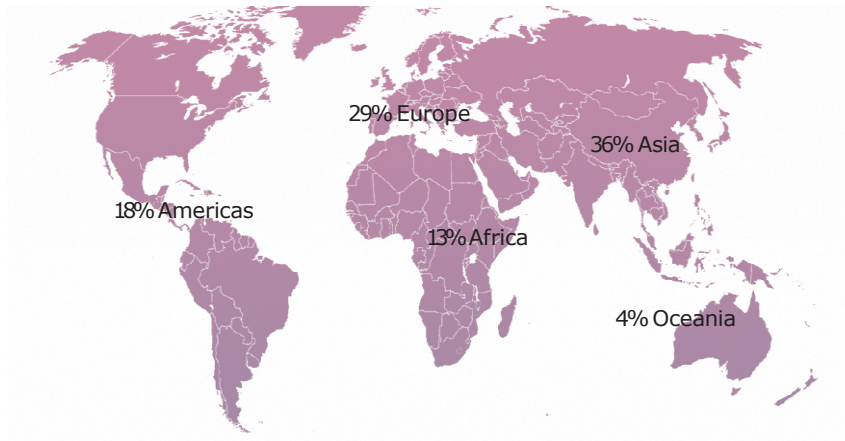 29% Europe
36% Asia
18% Americas
13% Africa
4% Oceania